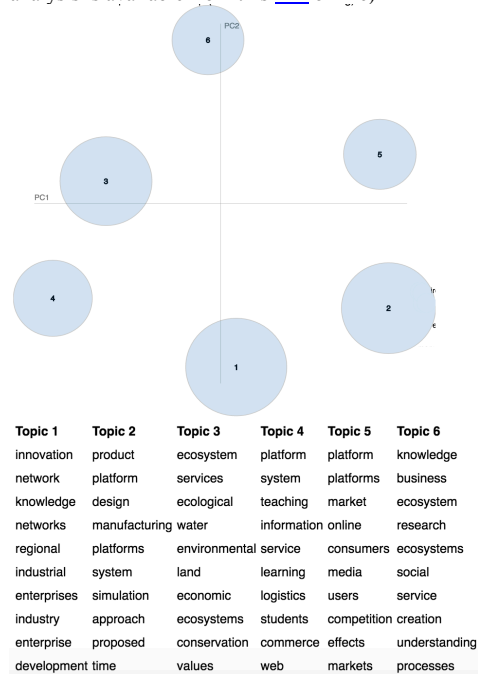 PC2
6
5
3
PC1
4
2
1
Topic 1 Topic 2 Topic 3 Topic 4 Topic 5 Topic 6
innovation product ecosystem platform platform knowledge
network platform services system platforms business
knowledge design ecological teaching market ecosystem
networks manufacturing water information online research
regional platforms environmental service consumers ecosystems
industrial system land learning media social
enterprises simulation economic logistics users service
industry approach ecosystems students competition creation
enterprise proposed conservation commerce effects understanding
development time values web markets processes